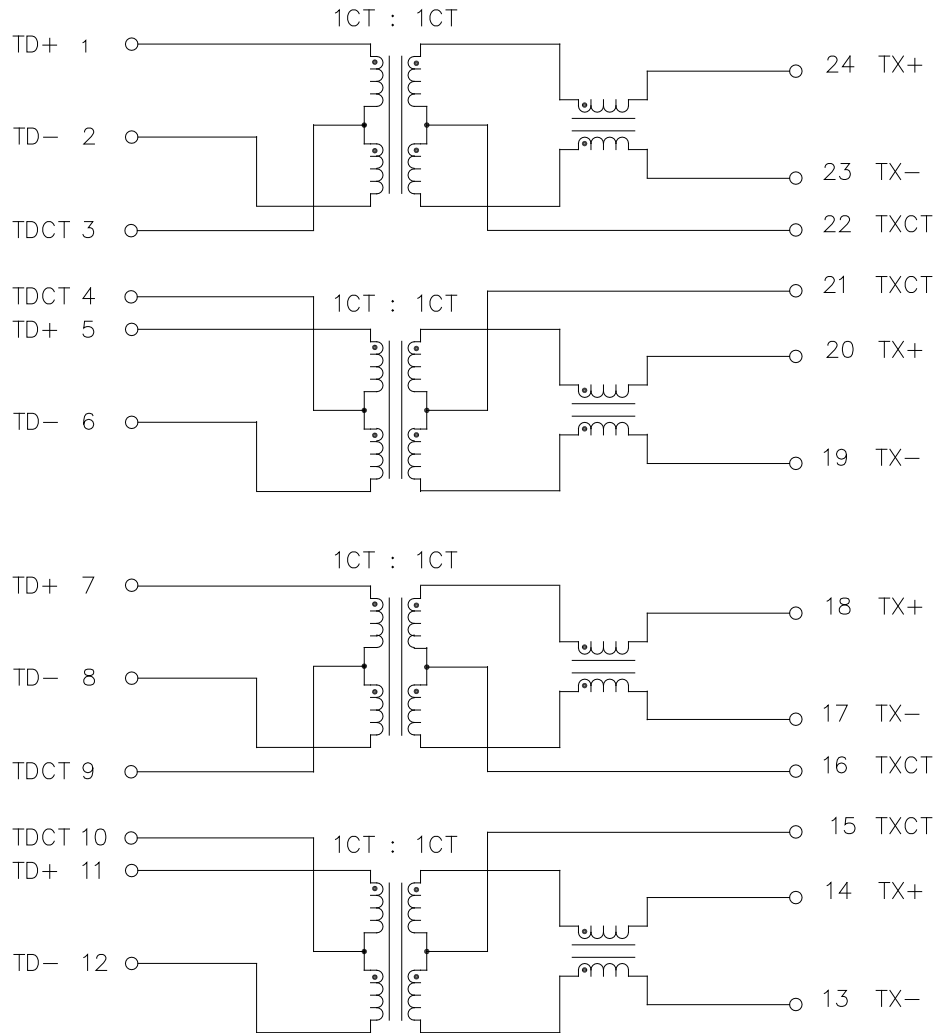 1CT : 1CT
TD+ 1
24 TX+
TD- 2
23 TX-
TDCT 3
22 TXCT
TDCT 4
21 TXCT
1CT : 1CT
TD+ 5
20 TX+
TD- 6
19 TX-
1CT : 1CT
TD+ 7
18 TX+
TD- 8
17 TX-
TDCT 9
16 TXCT
TDCT 10
15 TXCT
1CT : 1CT
TD+ 11
14 TX+
TD- 12
13 TX-